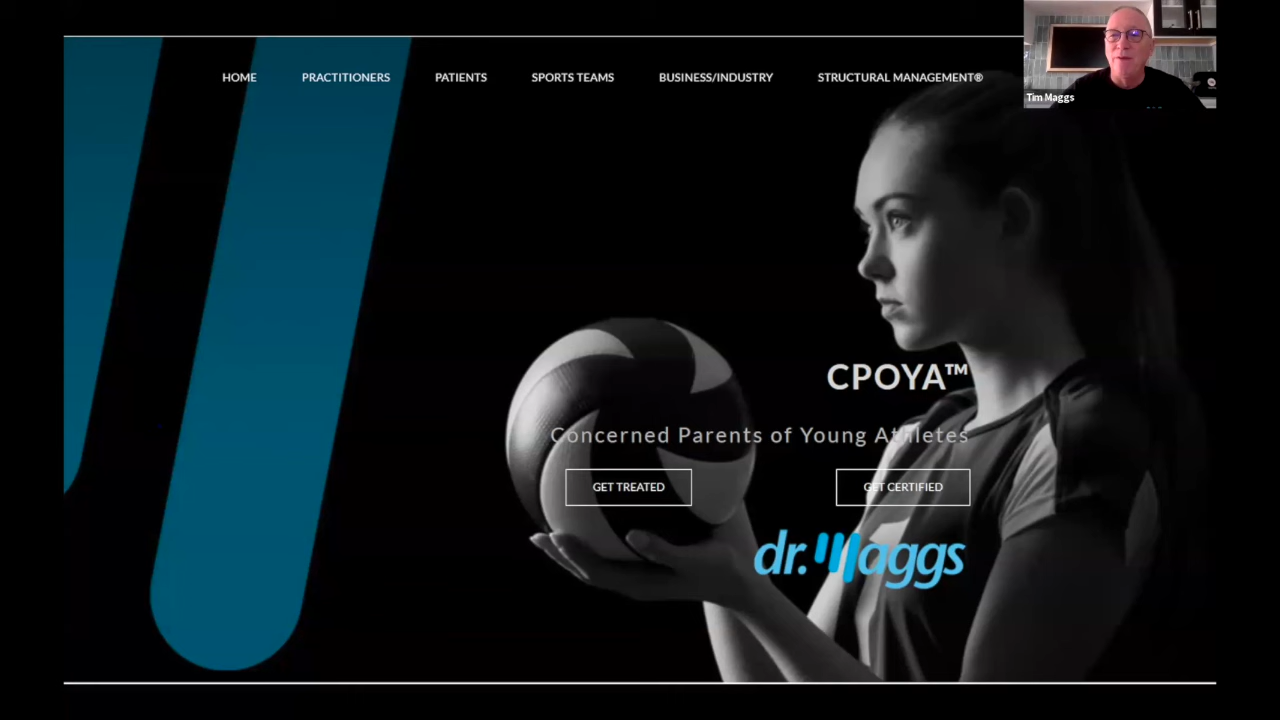 HOME PRACTITIONERS PATIENTS SPORTS TEAMS BUSINESS/INDUSTRY STRUCTURAL MANAGEMENT®
Tim Maggs
CPOYA™
Concerned Parents of Young Athletes
GET TREATED GET CERTIFIED
dr. Maggs